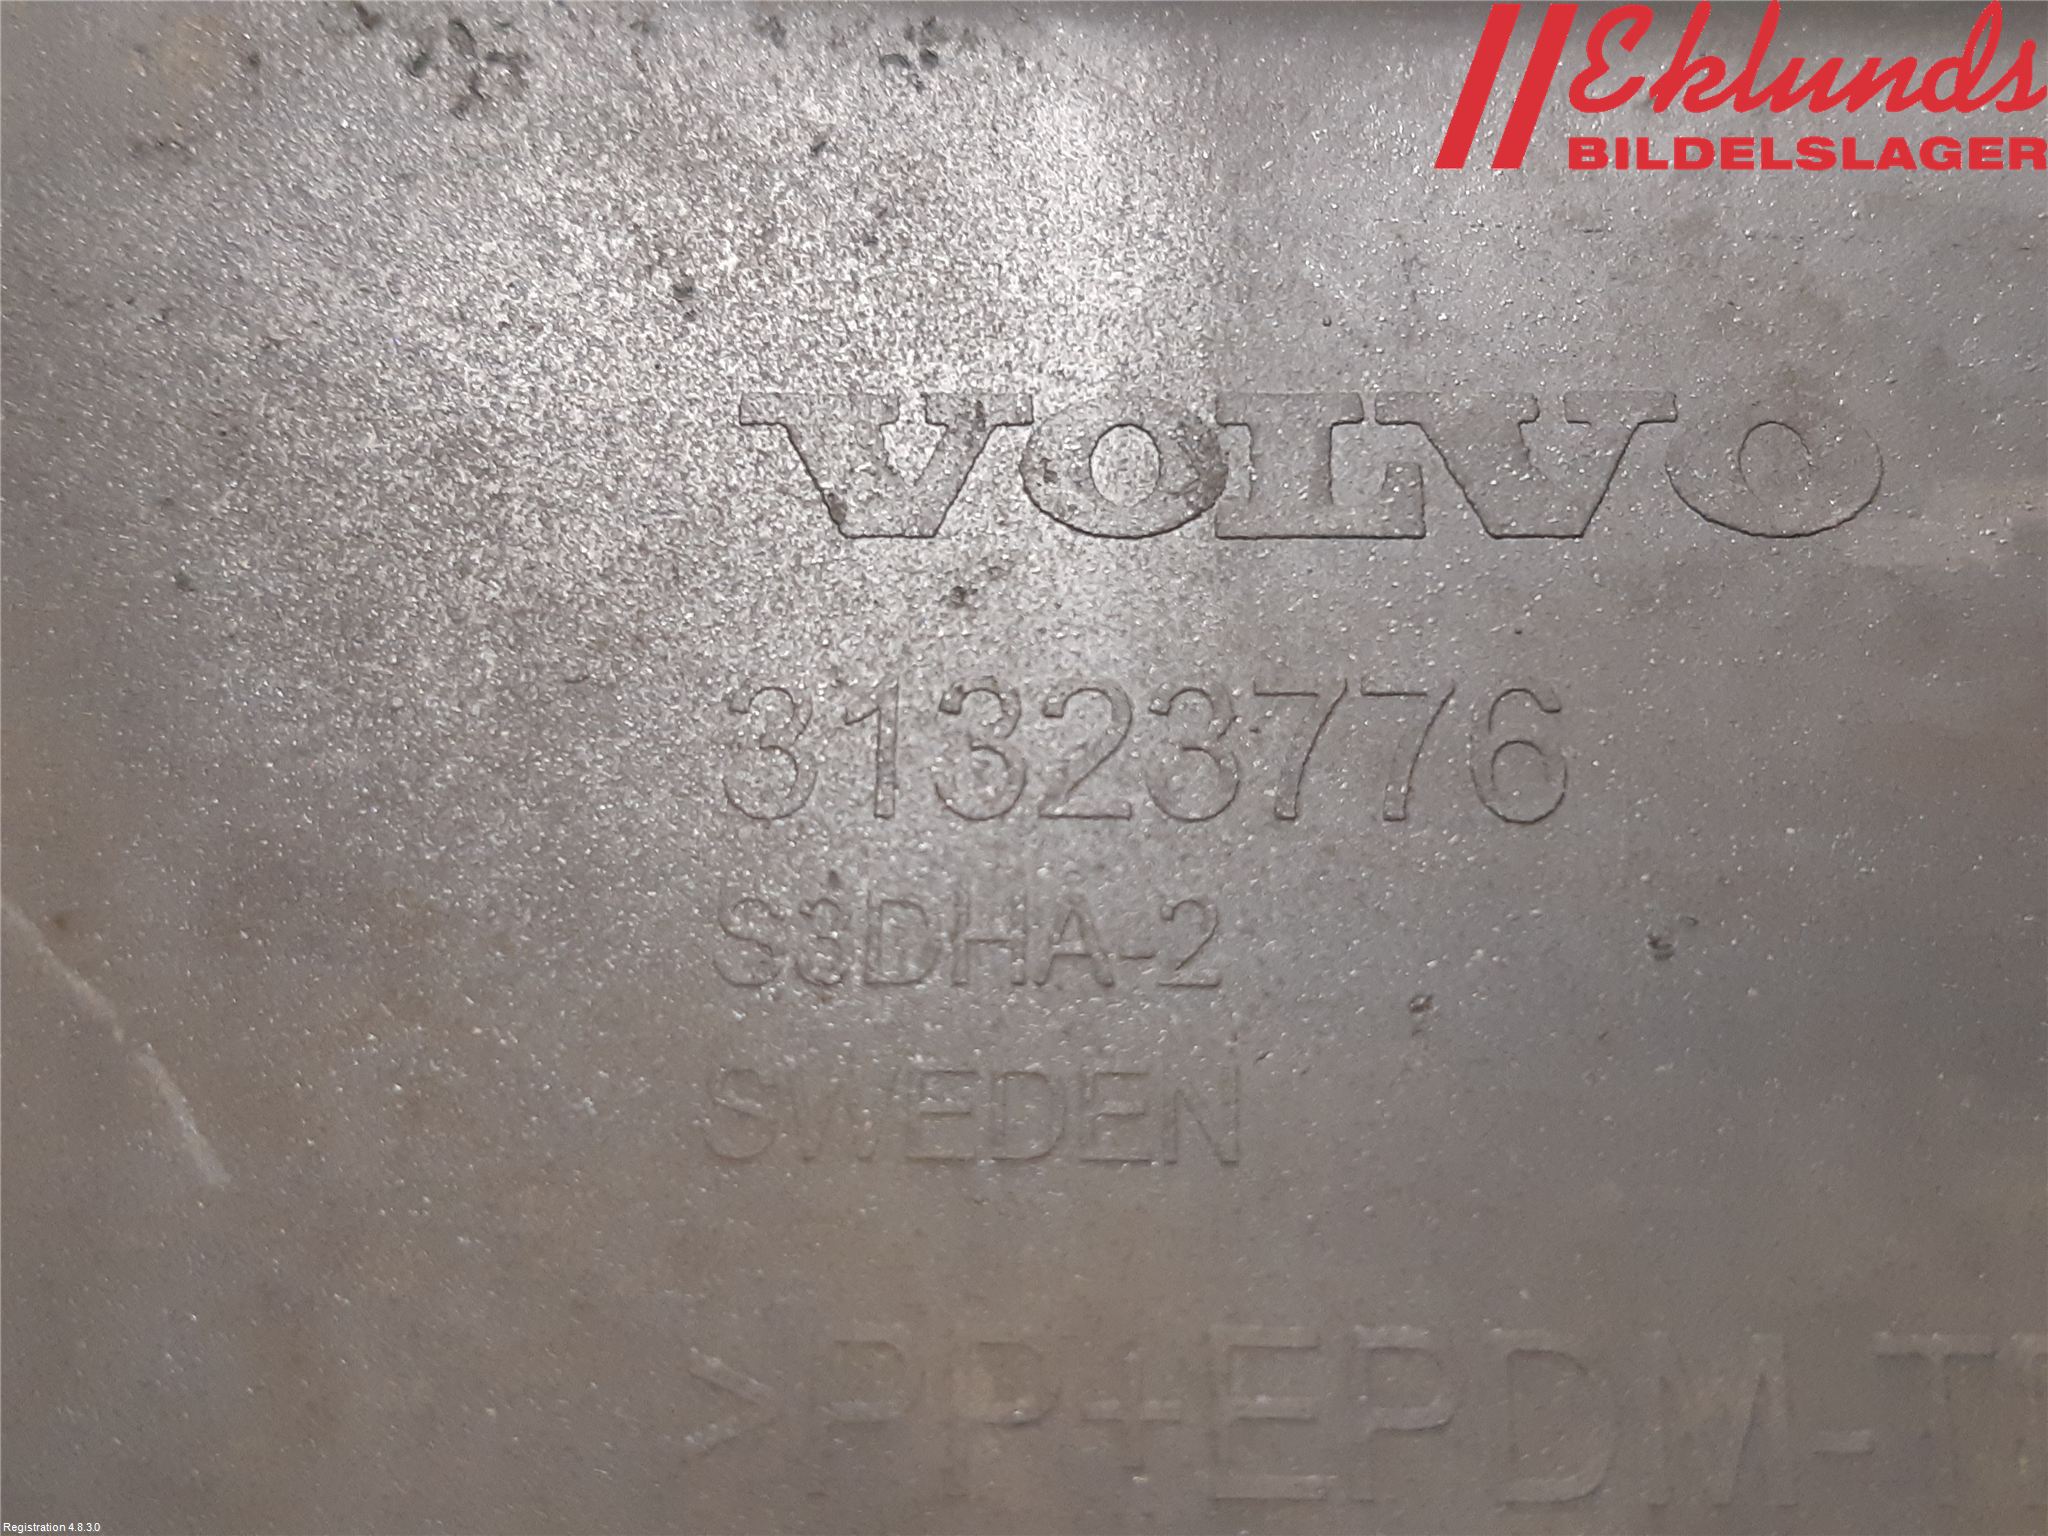 Eklunds
BILDELSLAGER
VOLVO
31323776
S3DHA-2
SWEDEN
>PP+EPDM-T
Registration 4.8.3.0